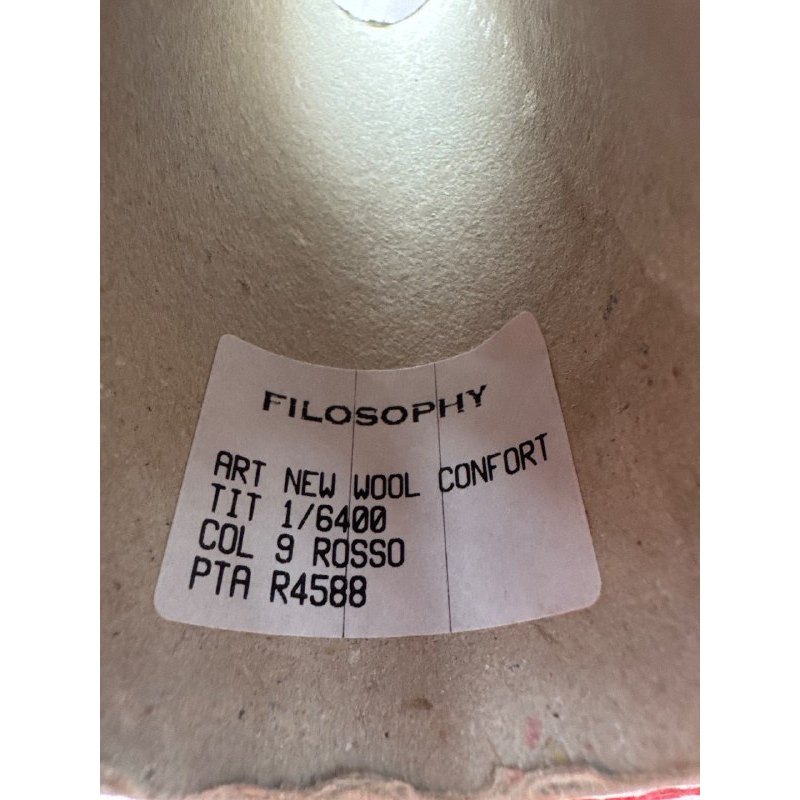 FILOSOPHY
ART NEW WOOL CONFORT
TIT 1/6400
COL 9 ROSSO
PTA R4588